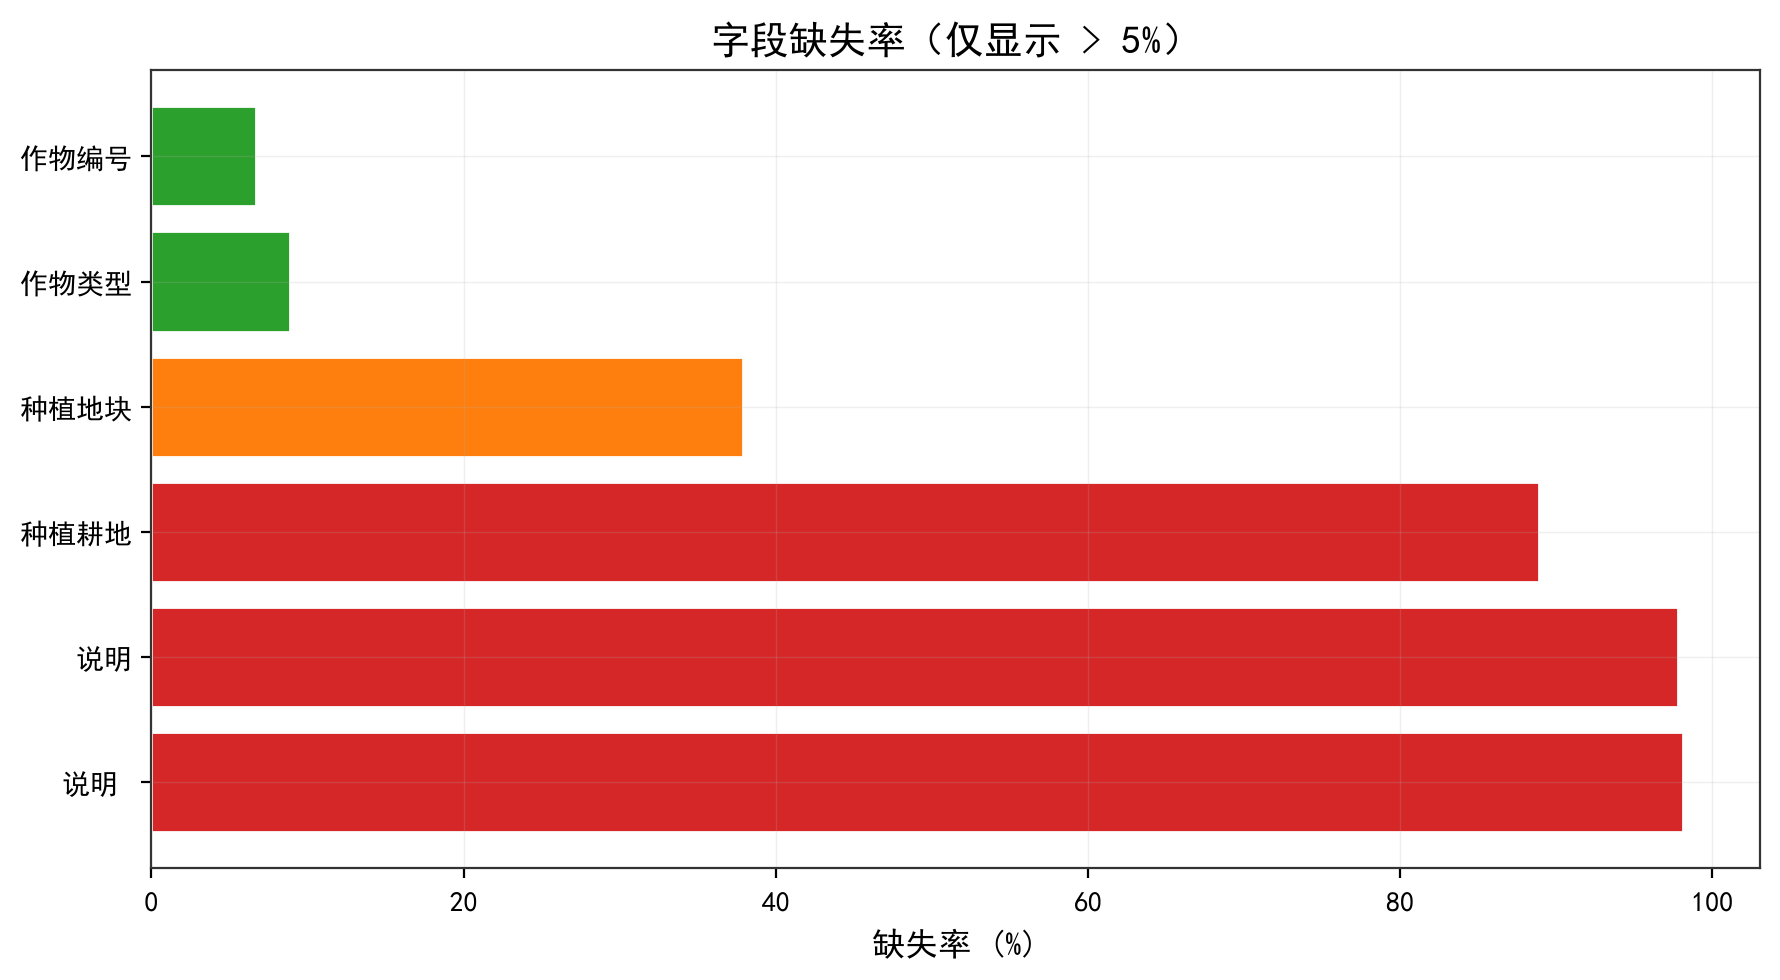 字段缺失率（仅显示 > 5%）
作物编号
作物类型
种植地块
种植耕地
说明
说明
0 20 40 60 80 100
缺失率 (%)